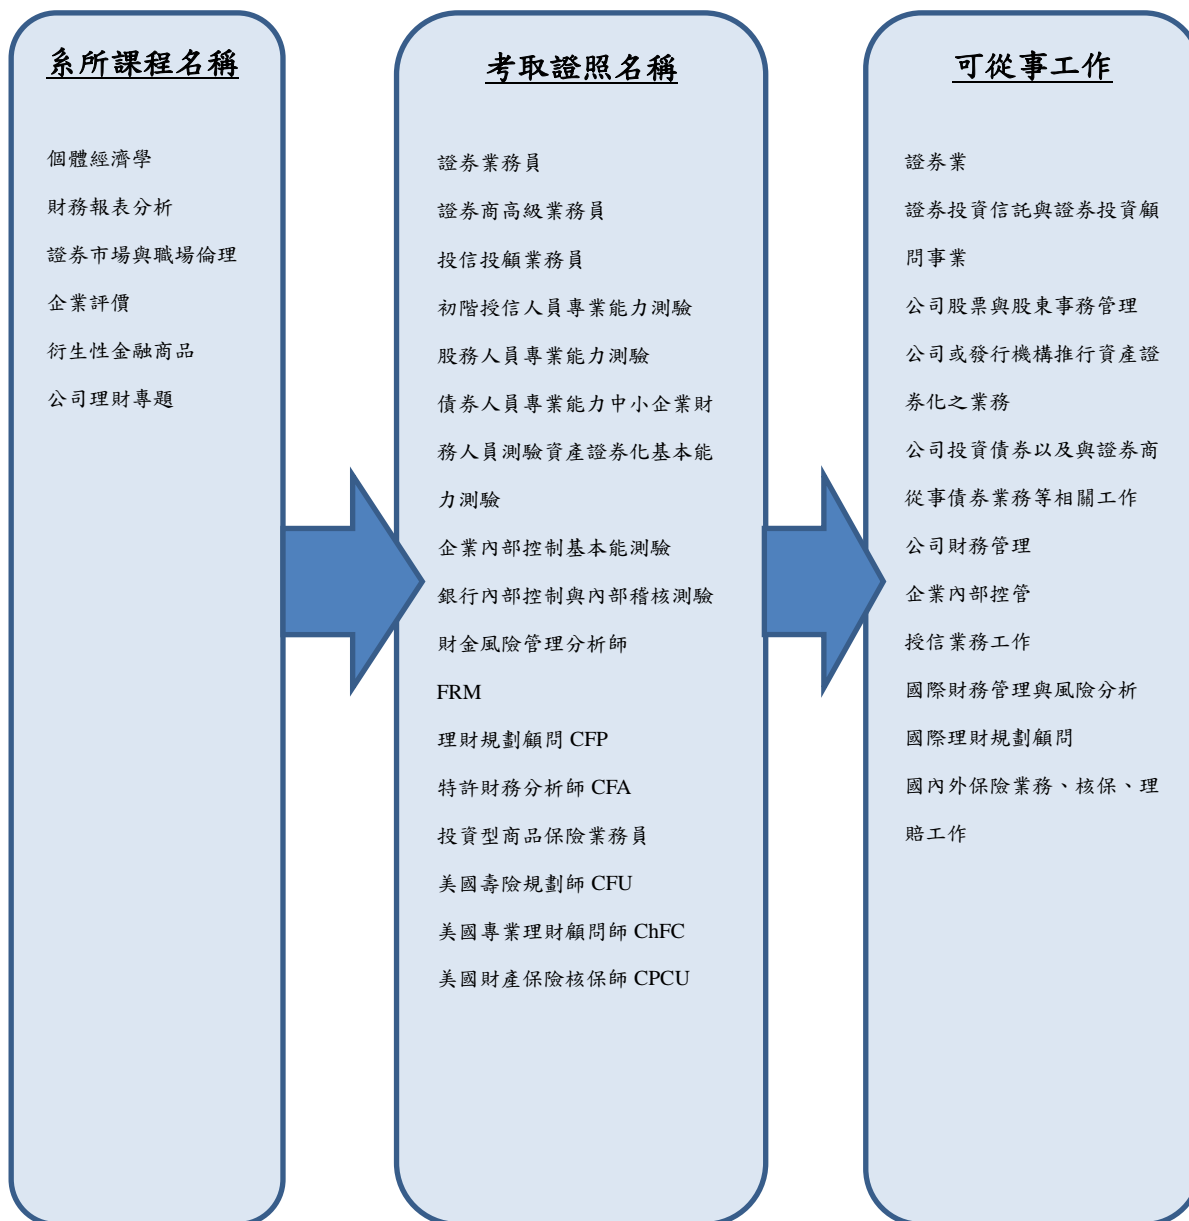 系所課程名稱
個體經濟學
財務報表分析
證券市場與職場倫理
企業評價
衍生性金融商品
公司理財專題
考取證照名稱
證券業務員
證券商高級業務員
投信投顧業務員
初階授信人員專業能力測驗
股務人員專業能力測驗
債券人員專業能力中小企業財
務人員測驗資產證券化基本能
力測驗
企業內部控制基本能測驗
銀行內部控制與內部稽核測驗
財金風險管理分析師
FRM
理財規劃顧問 CFP
特許財務分析師 CFA
投資型商品保險業務員
美國壽險規劃師 CFU
美國專業理財顧問師 ChFC
美國財產保險核保師 CPCU
可從事工作
證券業
證券投資信託與證券投資顧
問事業
公司股票與股東事務管理
公司或發行機構推行資產證
券化之業務
公司投資債券以及與證券商
從事債券業務等相關工作
公司財務管理
企業內部控管
授信業務工作
國際財務管理與風險分析
國際理財規劃顧問
國內外保險業務、核保、理
賠工作